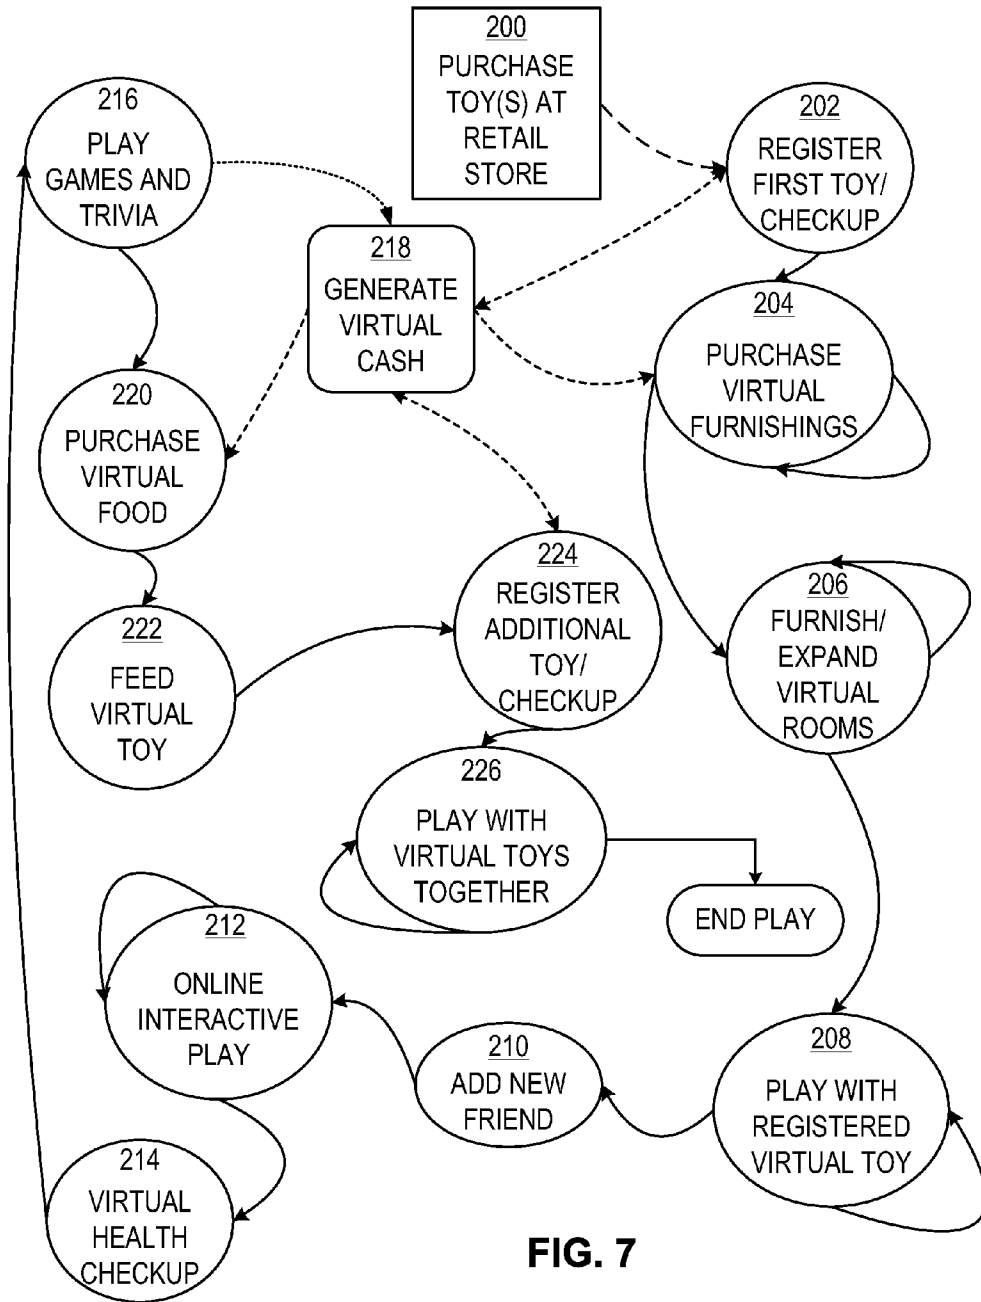 200
PURCHASE
TOY(S) AT
RETAIL
STORE
202
REGISTER
FIRST TOY/
CHECKUP
204
PURCHASE
VIRTUAL
FURNISHINGS
206
FURNISH/
EXPAND
VIRTUAL
ROOMS
208
PLAY WITH
REGISTERED
VIRTUAL TOY
210
ADD NEW
FRIEND
212
ONLINE
INTERACTIVE
PLAY
214
VIRTUAL
HEALTH
CHECKUP
216
PLAY
GAMES AND
TRIVIA
218
GENERATE
VIRTUAL
CASH
220
PURCHASE
VIRTUAL
FOOD
222
FEED
VIRTUAL
TOY
224
REGISTER
ADDITIONAL
TOY/
CHECKUP
226
PLAY WITH
VIRTUAL TOYS
TOGETHER
END PLAY
FIG. 7